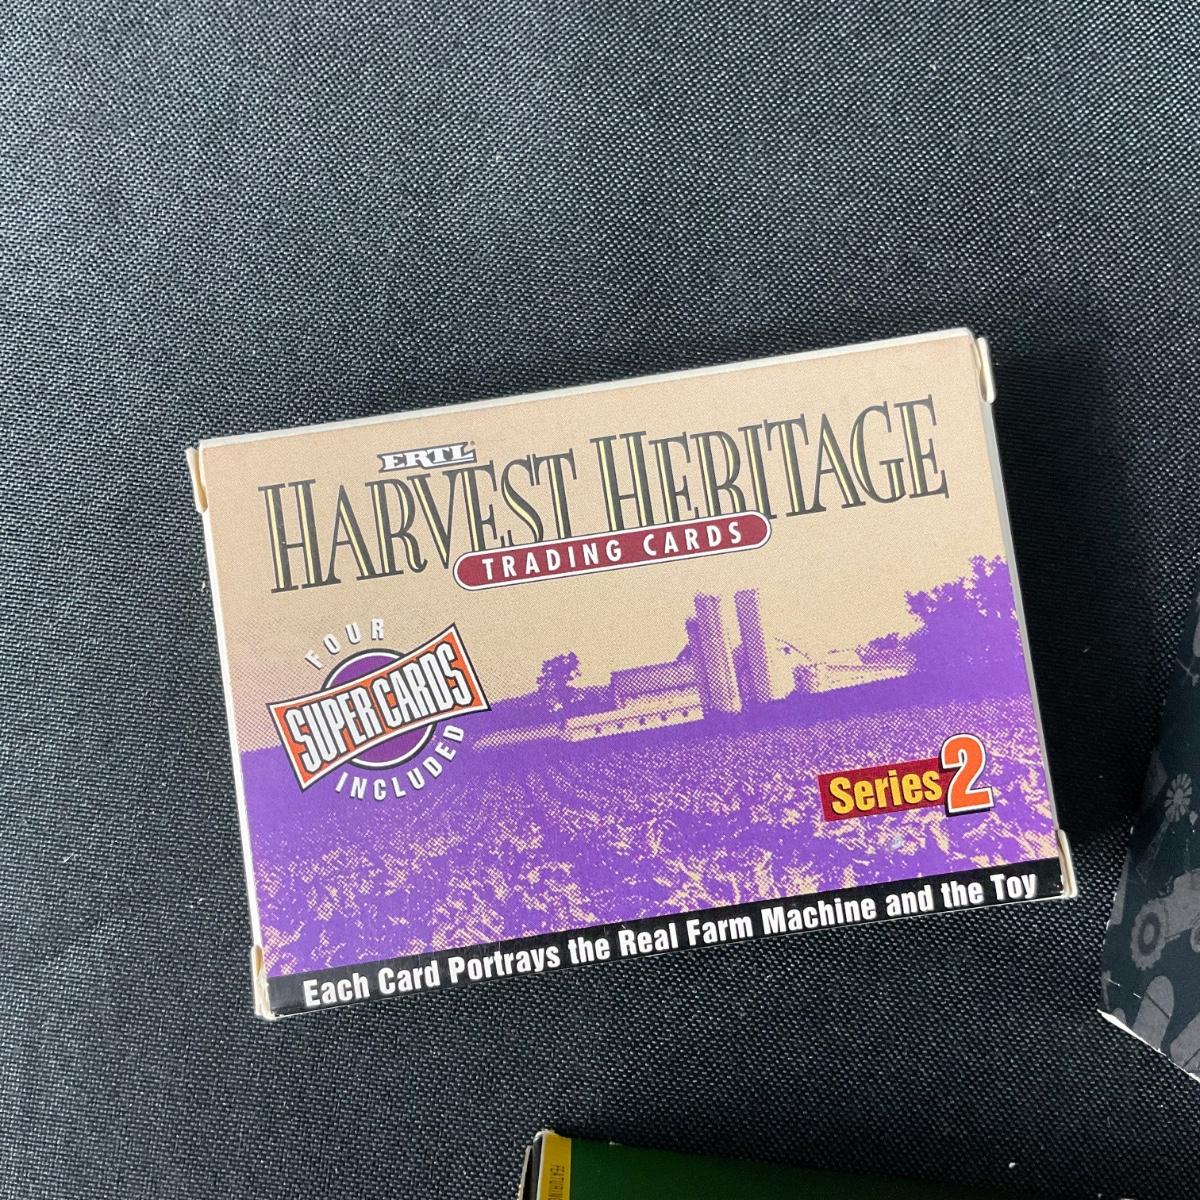 ERTL®
HARVEST HERITAGE
TRADING CARDS
FOUR
SUPER CARDS
INCLUDED
Series 2
Each Card Portrays the Real Farm Machine and the Toy